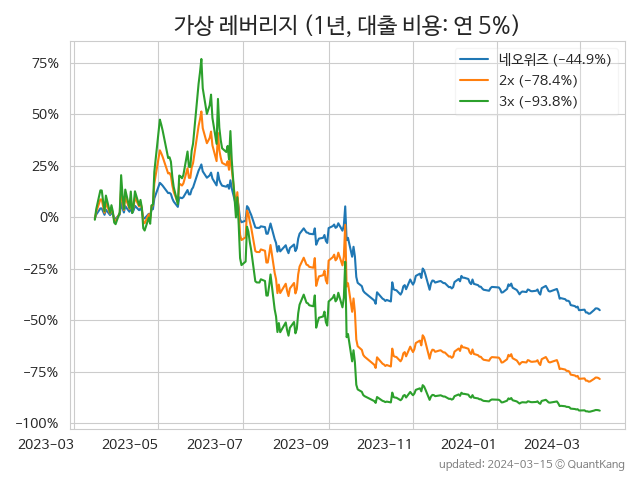 가상 레버리지 (1년, 대출 비용: 연 5%)
네오위즈 (−44.9%)
2x (−78.4%)
3x (−93.8%)
75%
50%
25%
0%
−25%
−50%
−75%
−100%
2023-03 2023-05 2023-07 2023-09 2023-11 2024-01 2024-03
updated: 2024-03-15 ⓒ QuantKang